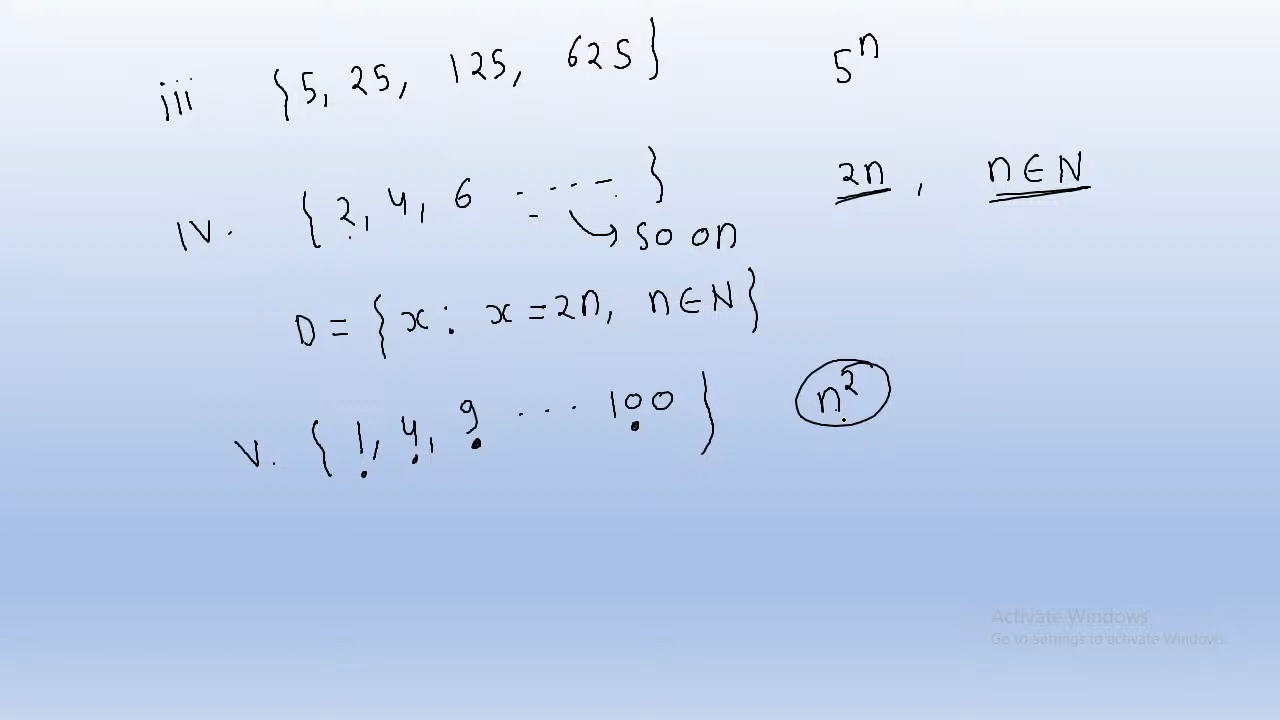 iii {5, 25, 125, 625} 5ⁿ
IV. {2, 4, 6 ..... } 2n, n∈N
so on
D = {x : x = 2n, n∈N}
V. {1, 4, 9 ... 100} n²
Activate Windows
Go to Settings to activate Windows.